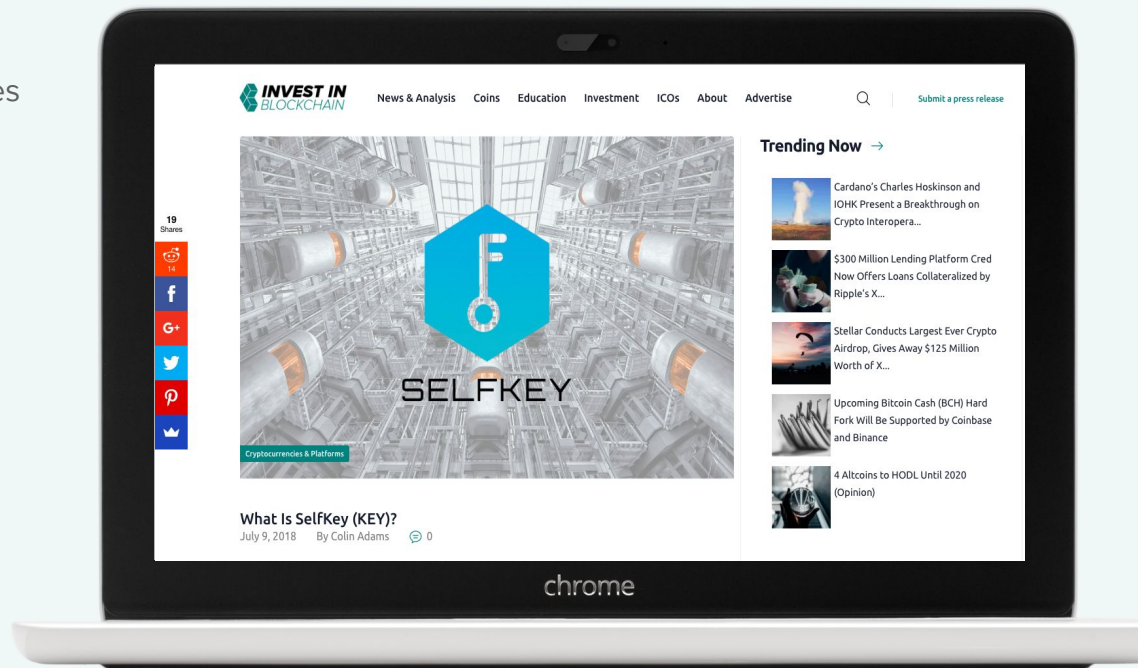 es
INVEST IN
BLOCKCHAIN
News & Analysis Coins Education Investment ICOs About Advertise
Submit a press release
Trending Now →
19
Shares
14
f
G+
SELFKEY
Cryptocurrencies & Platforms
Cardano's Charles Hoskinson and
IOHK Present a Breakthrough on
Crypto Interopera...
$300 Million Lending Platform Cred
Now Offers Loans Collateralized by
Ripple's X...
Stellar Conducts Largest Ever Crypto
Airdrop, Gives Away $125 Million
Worth of X...
Upcoming Bitcoin Cash (BCH) Hard
Fork Will Be Supported by Coinbase
and Binance
4 Altcoins to HODL Until 2020
(Opinion)
What Is SelfKey (KEY)?
July 9, 2018 By Colin Adams 0
chrome